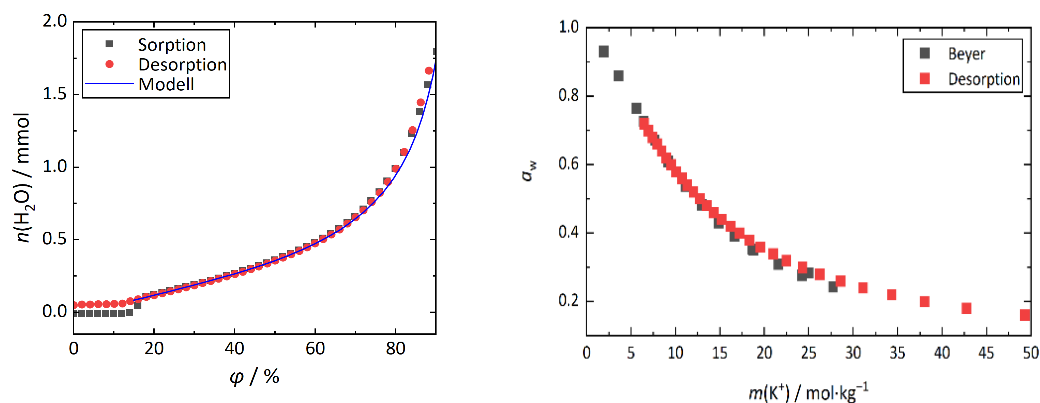 2.0
1.5
1.0
0.5
0.0
n(H₂O) / mmol
Sorption
Desorption
Modell
0
20
40
60
80
φ / %
1.0
0.8
0.6
0.4
0.2
a_w
Beyer
Desorption
0
5
10
15
20
25
30
35
40
45
50
m(K⁺) / mol·kg⁻¹